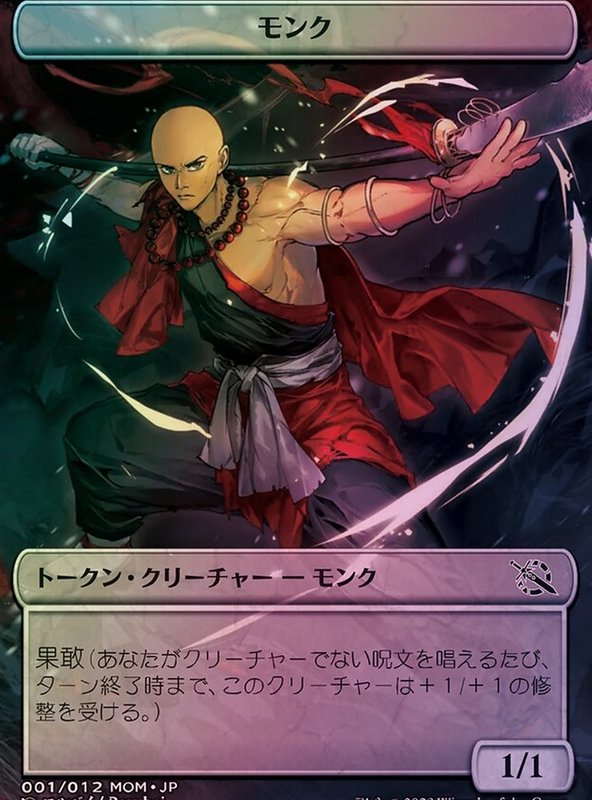 モンク
トークン・クリーチャー — モンク
果敢（あなたがクリーチャーでない呪文を唱えるたび、
ターン終了時まで、このクリーチャーは＋１/＋１の修
整を受ける。）
1/1
001/012 MOM・JP